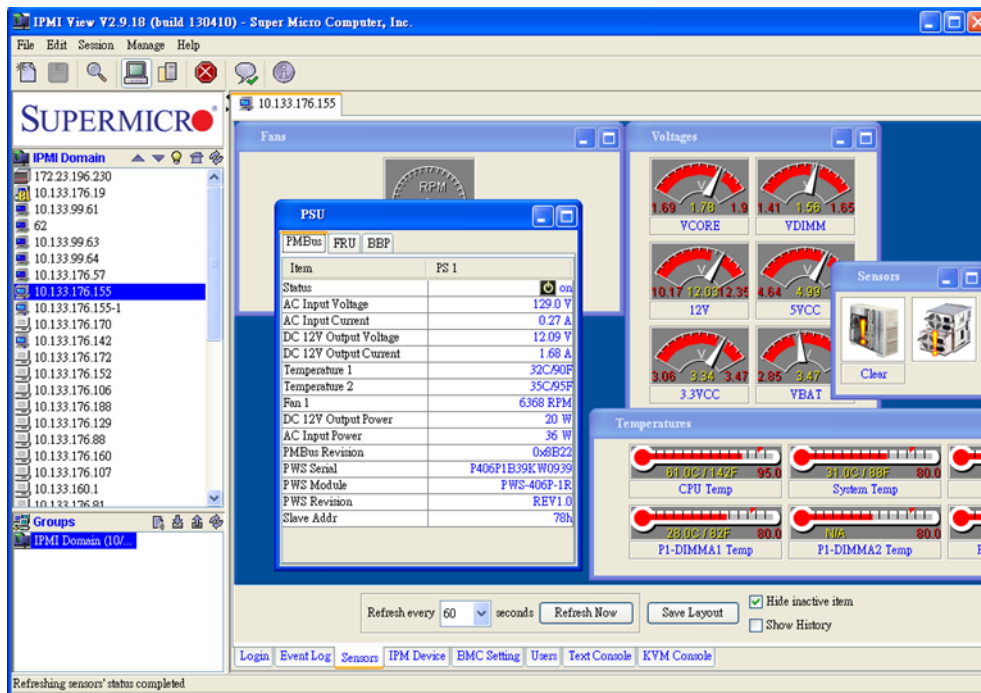 IPMI View V2.9.18 (build 130410) - Super Micro Computer, Inc.
File Edit Session Manage Help
SUPERMICRO
10.133.176.155
IPMI Domain
172.23.196.230
10.133.176.19
10.133.99.61
62
10.133.99.63
10.133.99.64
10.133.176.57
10.133.176.155
10.133.176.155-1
10.133.176.170
10.133.176.142
10.133.176.172
10.133.176.152
10.133.176.106
10.133.176.188
10.133.176.129
10.133.176.88
10.133.176.160
10.133.176.107
10.133.160.1
10.133.176.81
Groups
IPMI Domain (10/...
Fans
RPM
PSU
PMBus FRU BBP
Item PS 1
Status on
AC Input Voltage 129.0 V
AC Input Current 0.27 A
DC 12V Output Voltage 12.09 V
DC 12V Output Current 1.68 A
Temperature 1 32C/90F
Temperature 2 35C/95F
Fan 1 6368 RPM
DC 12V Output Power 20 W
AC Input Power 36 W
PMBus Revision 0x8B22
PWS Serial P406P1B39KW0939
PWS Module PWS-406P-1R
PWS Revision REV1.0
Slave Addr 78h
Voltages
V V
1.69 1.78 1.9 1.41 1.56 1.65
VCORE VDIMM
10.17 12.03 12.35 4.64 4.99
12V 5VCC
3.06 3.34 3.47 2.85 3.47
3.3VCC VBAT
Sensors
Clear
Temperatures
61.0C/142F 95.0 31.0C/88F 80.0
CPU Temp System Temp
28.0C/82F 80.0 N/A 80.0
P1-DIMMA1 Temp P1-DIMMA2 Temp
Refresh every 60 seconds Refresh Now Save Layout
Hide inactive item
Show History
Login Event Log Sensors IPM Device BMC Setting Users Text Console KVM Console
Refreshing sensors' status completed